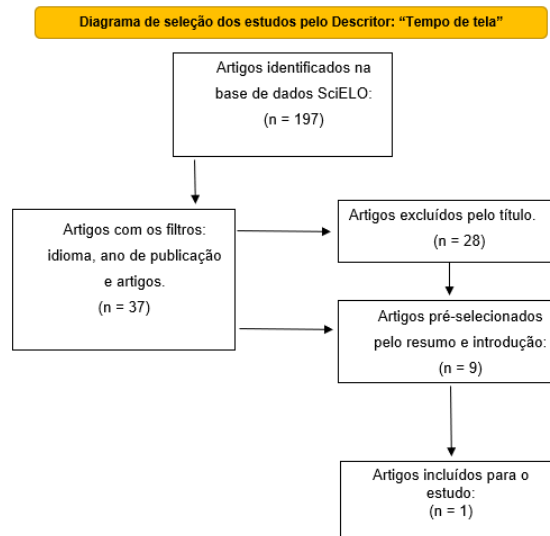 Diagrama de seleção dos estudos pelo Descritor: “Tempo de tela”
Artigos identificados na
base de dados SciELO:
(n = 197)
Artigos com os filtros:
idioma, ano de publicação
e artigos.
(n = 37)
Artigos excluídos pelo título.
(n = 28)
Artigos pré-selecionados
pelo resumo e introdução:
(n = 9)
Artigos incluídos para o
estudo:
(n = 1)